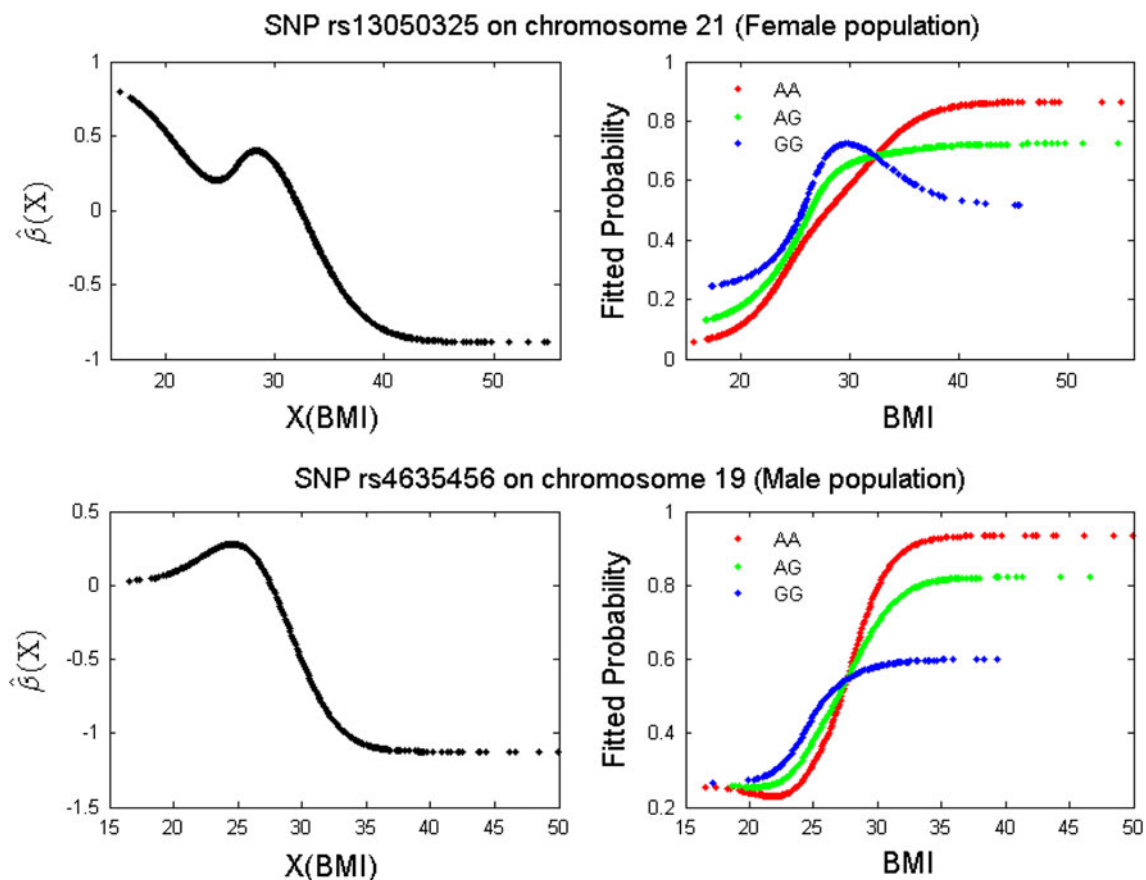 SNP rs13050325 on chromosome 21 (Female population)
1
0.5
0
-0.5
-1
20 30 40 50
β̂(X)
X(BMI)
1
0.8
0.6
0.4
0.2
0
20 30 40 50
Fitted Probability
BMI
AA
AG
GG
SNP rs4635456 on chromosome 19 (Male population)
0.5
0
-0.5
-1
-1.5
15 20 25 30 35 40 45 50
β̂(X)
X(BMI)
1
0.8
0.6
0.4
0.2
15 20 25 30 35 40 45 50
Fitted Probability
BMI
AA
AG
GG